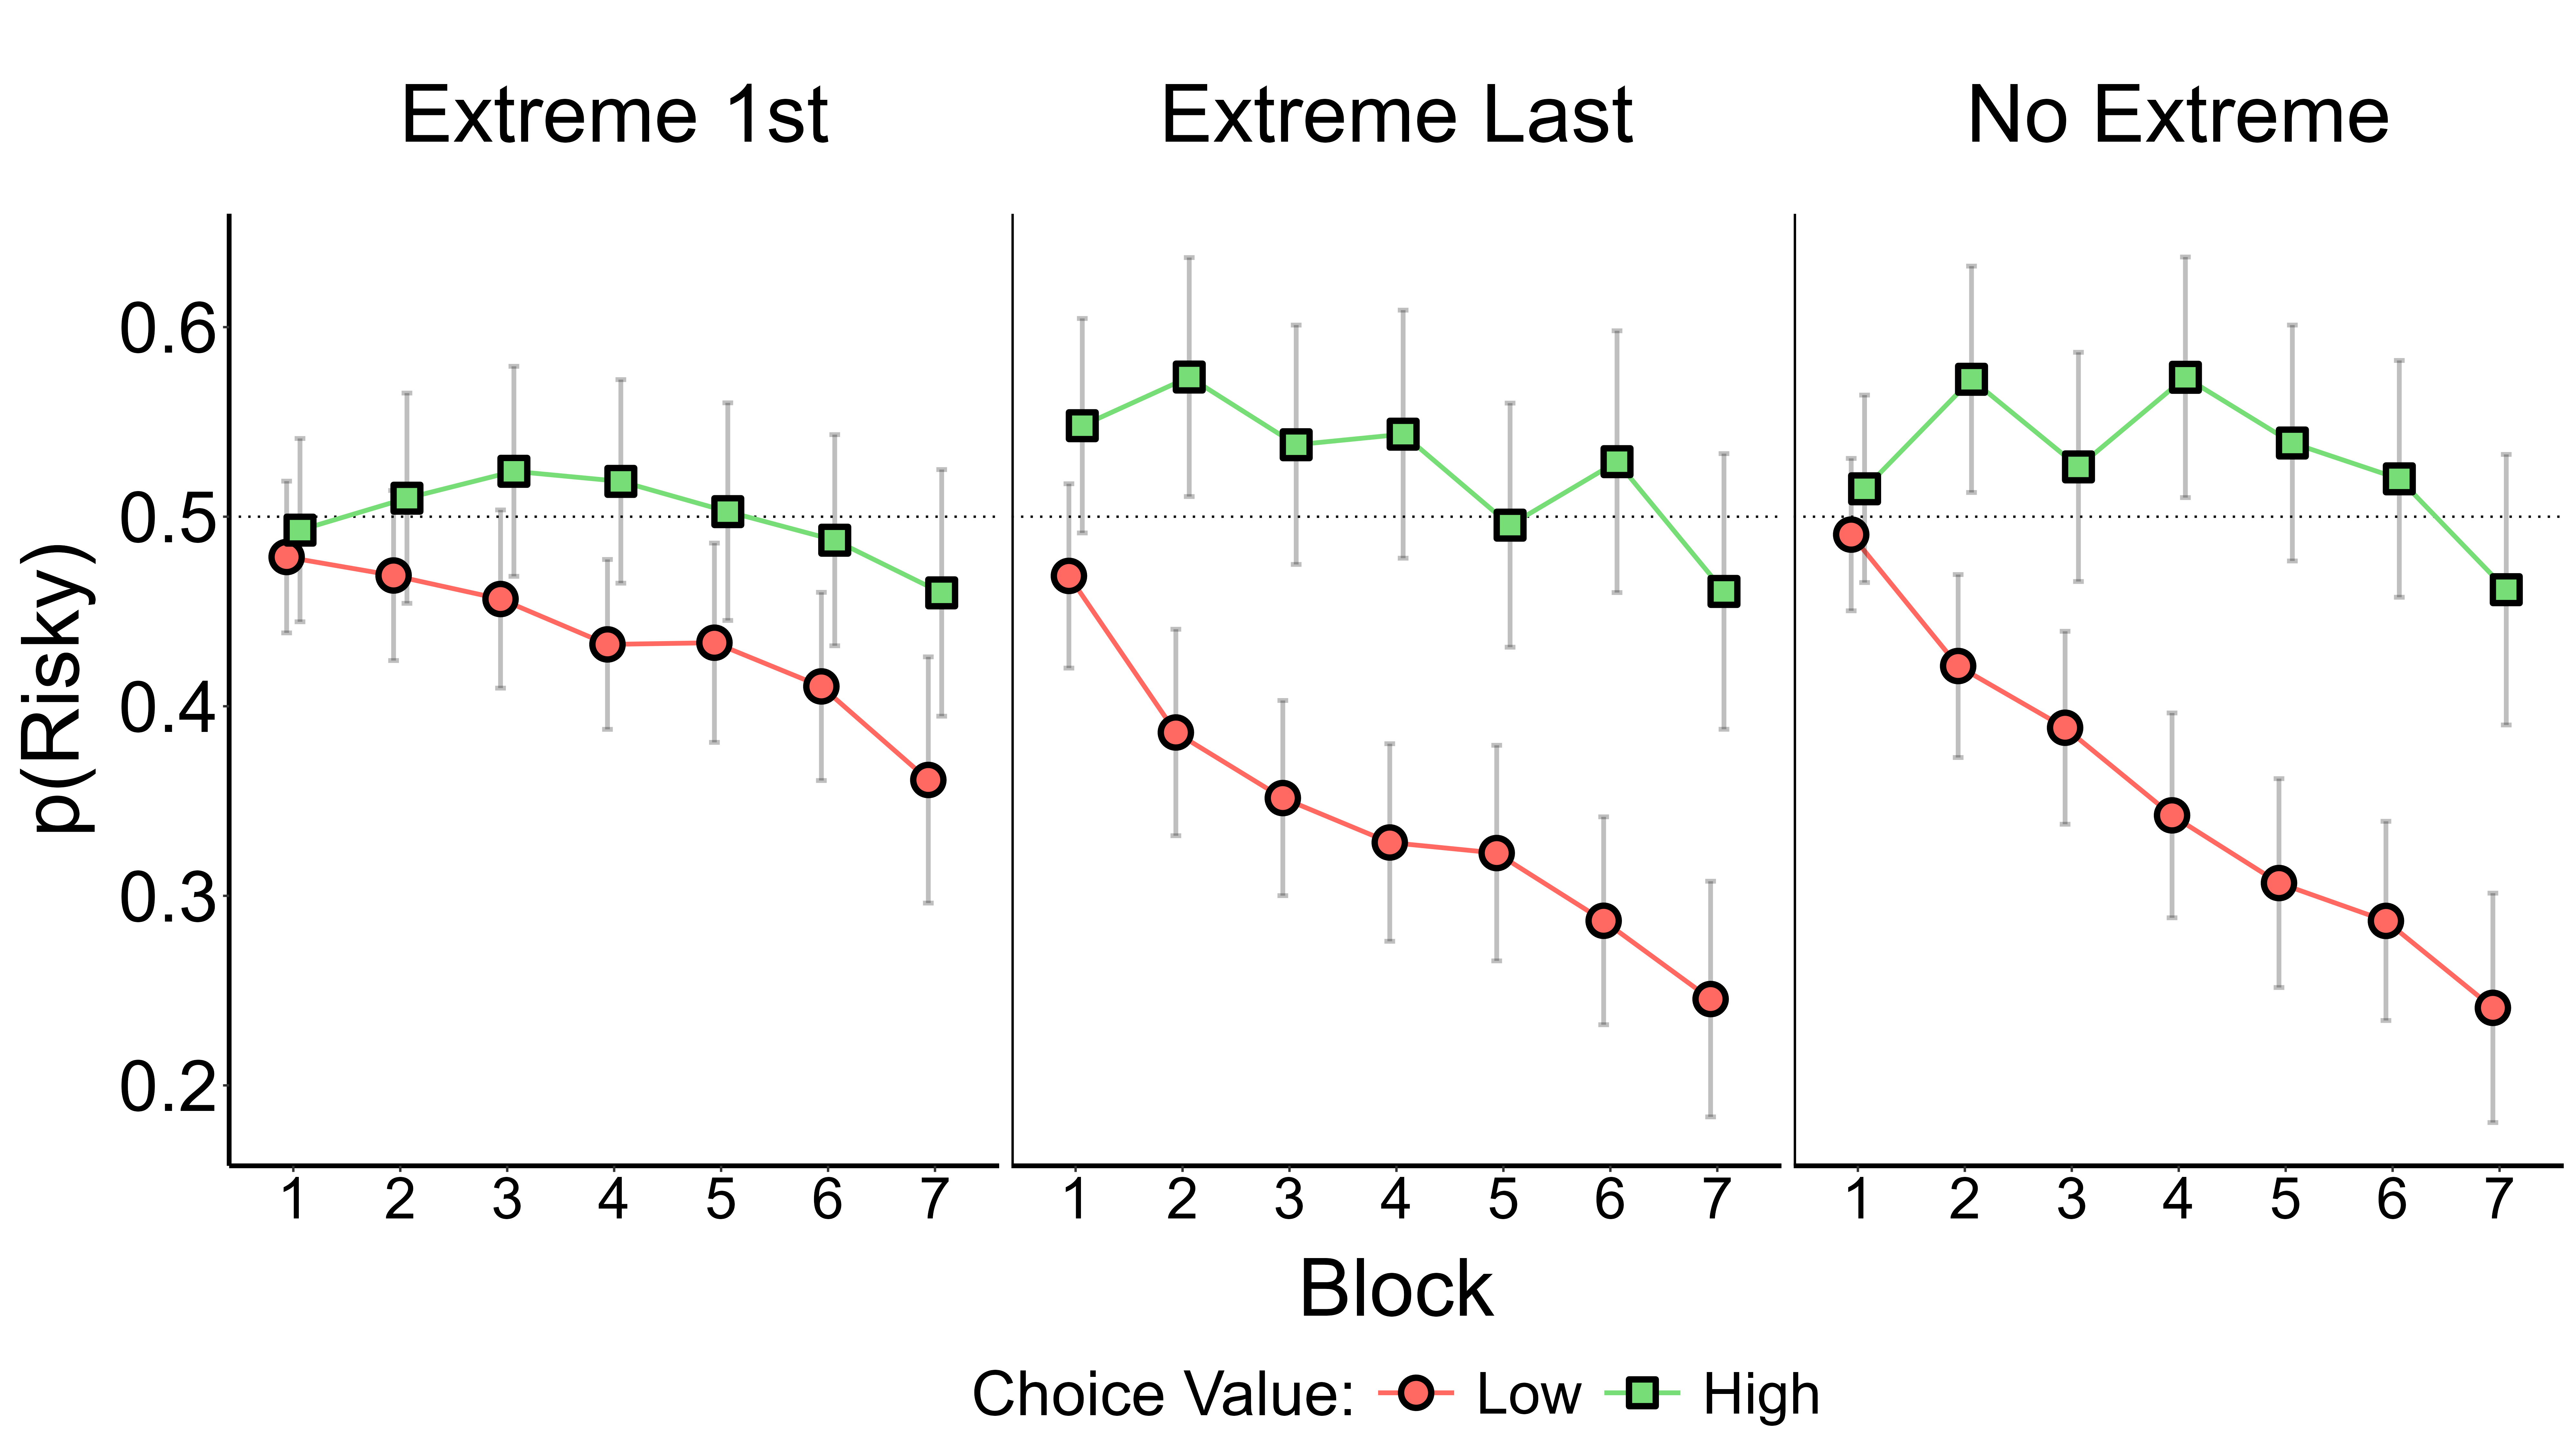 Extreme 1st Extreme Last No Extreme
p(Risky)
0.6
0.5
0.4
0.3
0.2
1 2 3 4 5 6 7 1 2 3 4 5 6 7 1 2 3 4 5 6 7
Block
Choice Value: Low High